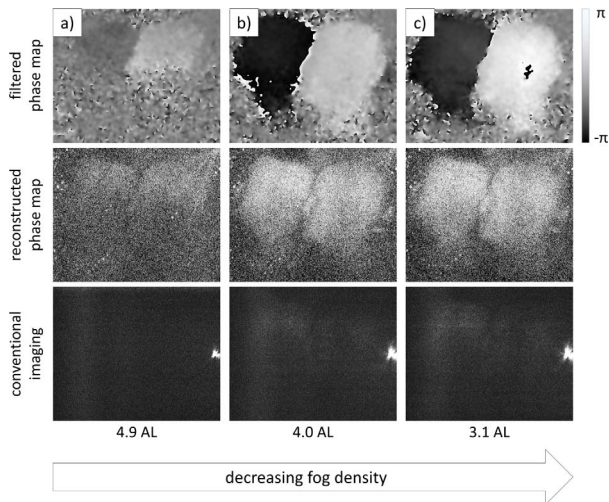 a)
b)
c)
π
-π
filtered
phase map
reconstructed
phase map
conventional
imaging
4.9 AL
4.0 AL
3.1 AL
decreasing fog density